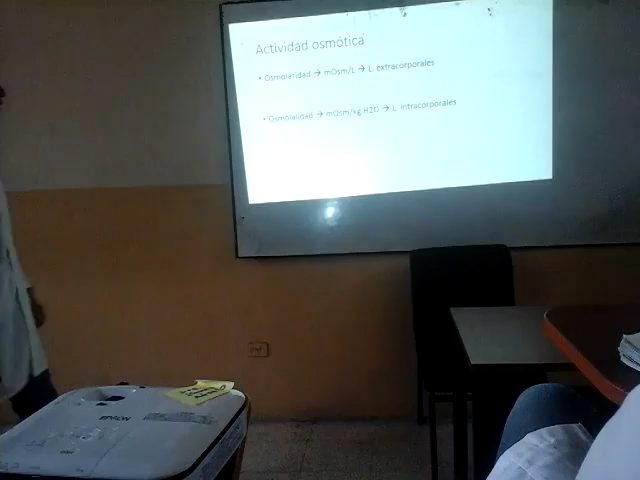 Actividad osmótica
• Osmolaridad → mOsm/L → L. extracorporales
• Osmolalidad → mOsm/kg H2O → L. intracorporales
EPSON